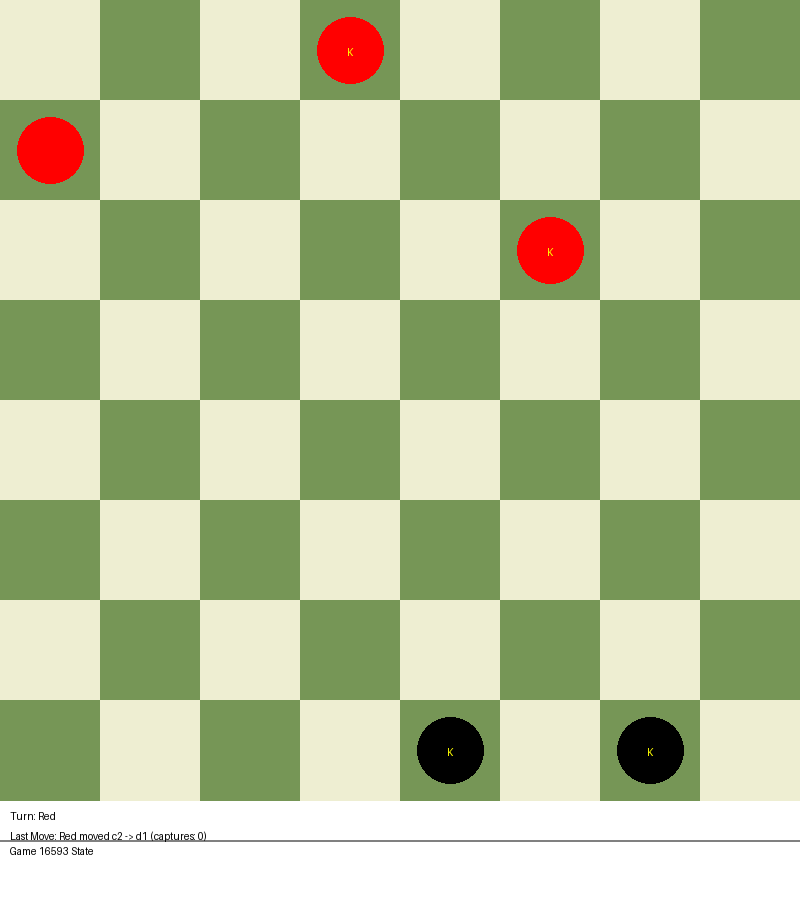 K
K
K K
Turn: Red
Last Move: Red moved c2 -> d1 (captures: 0)
Game 16593 State